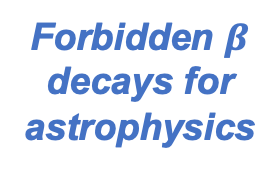 Forbidden β
decays for
astrophysics